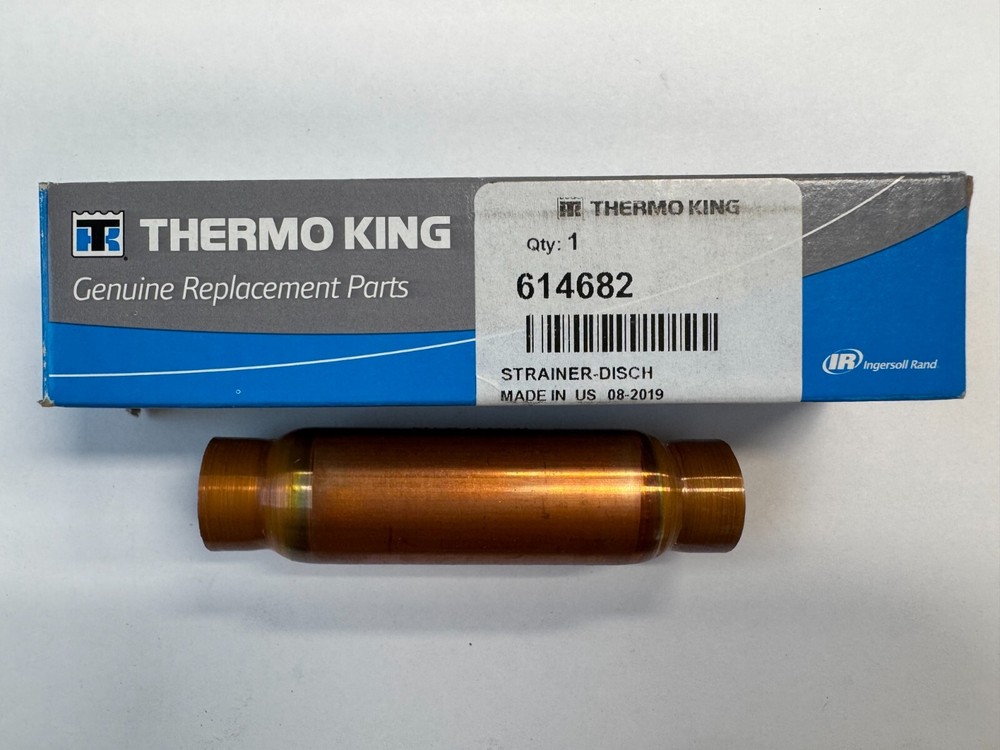 THERMO KING
Genuine Replacement Parts
THERMO KING
Qty: 1
614682
STRAINER-DISCH
MADE IN US 08-2019
IR Ingersoll Rand